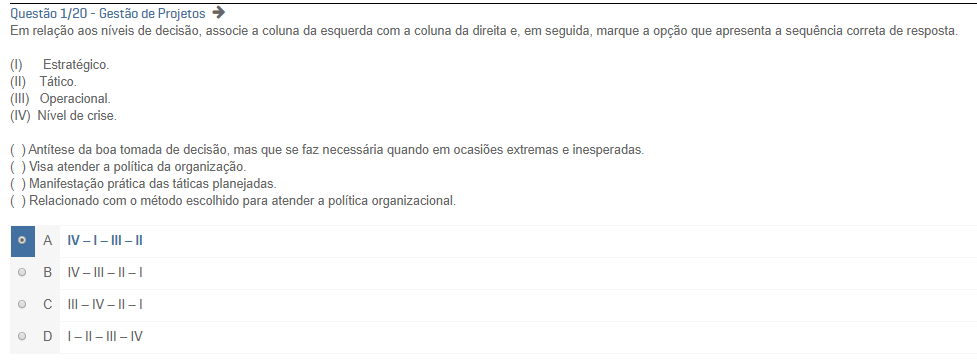 Questão 1/20 - Gestão de Projetos
Em relação aos níveis de decisão, associe a coluna da esquerda com a coluna da direita e, em seguida, marque a opção que apresenta a sequência correta de resposta.
(I) Estratégico.
(II) Tático.
(III) Operacional.
(IV) Nível de crise.
( ) Antítese da boa tomada de decisão, mas que se faz necessária quando em ocasiões extremas e inesperadas.
( ) Visa atender a política da organização.
( ) Manifestação prática das táticas planejadas.
( ) Relacionado com o método escolhido para atender a política organizacional.
A IV – I – III – II
B IV – III – II – I
C III – IV – II – I
D I – II – III – IV